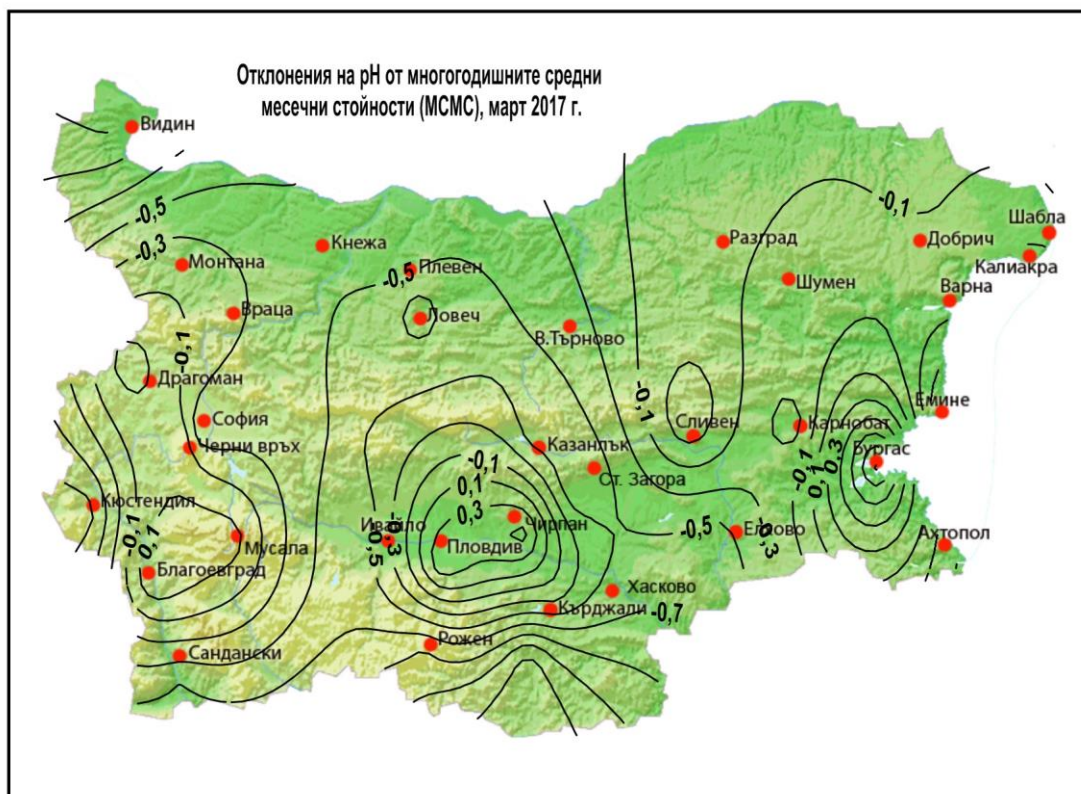 Отклонения на pH от многогодишните средни
месечни стойности (МСМС), март 2017 г.
Видин
-0,5
-0,1
Шабла
-0,3
Кнежа
Разград
Добрич
Монтана
Плевен
-0,5
Калиакра
Шумен
Варна
Враца
Ловеч
В.Търново
-0,1
Драгоман
-0,1
Емине
София
Сливен
Карнобат
Черни връх
Казанлък
-0,3
Бургас
-0,1
-0,1
0,1
Ст. Загора
0,1
Кюстендил
0,3
Чирпан
-0,1
0,1
Ивайло
-0,3
-0,5
-0,5
Елхово
-0,3
Ахтопол
Мусала
Пловдив
Благоевград
Хасково
Кърджали
-0,7
Рожен
Сандански